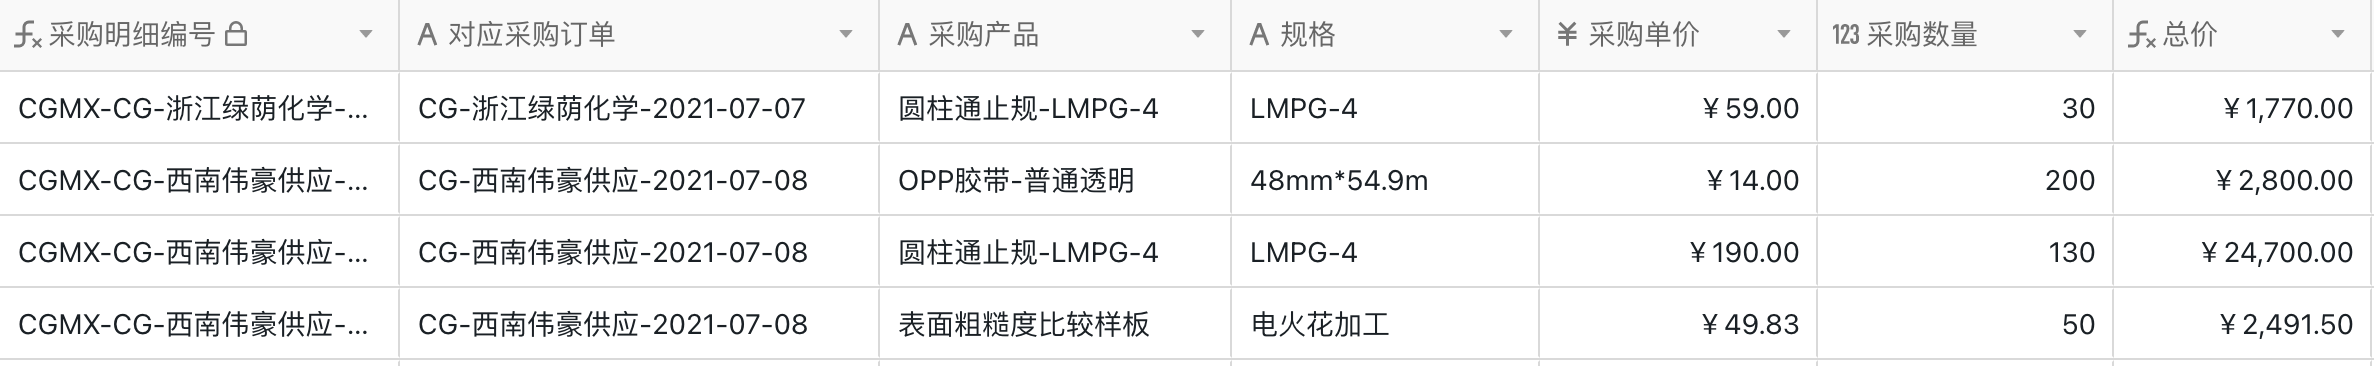 采购明细编号 对应采购订单 采购产品 规格 ¥ 采购单价 123 采购数量 总价
CGMX-CG-浙江绿荫化学-... CG-浙江绿荫化学-2021-07-07 圆柱通止规-LMPG-4 LMPG-4 ¥ 59.00 30 ¥ 1,770.00
CGMX-CG-西南伟豪供应-... CG-西南伟豪供应-2021-07-08 OPP胶带-普通透明 48mm*54.9m ¥ 14.00 200 ¥ 2,800.00
CGMX-CG-西南伟豪供应-... CG-西南伟豪供应-2021-07-08 圆柱通止规-LMPG-4 LMPG-4 ¥ 190.00 130 ¥ 24,700.00
CGMX-CG-西南伟豪供应-... CG-西南伟豪供应-2021-07-08 表面粗糙度比较样板 电火花加工 ¥ 49.83 50 ¥ 2,491.50